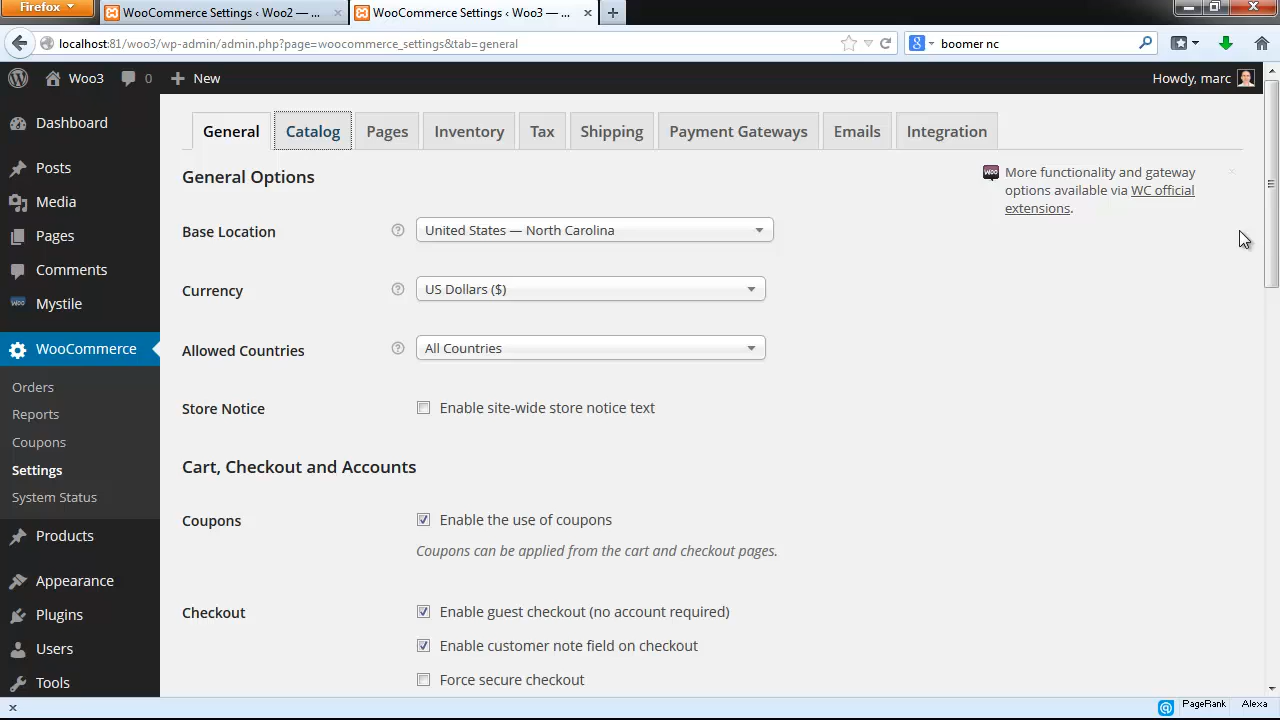 Firefox
WooCommerce Settings ‹ Woo2 — ...
WooCommerce Settings ‹ Woo3 — ...
localhost:81/woo3/wp-admin/admin.php?page=woocommerce_settings&tab=general
boomer nc
Woo3
0
New
Howdy, marc
Dashboard
Posts
Media
Pages
Comments
Mystile
WooCommerce
Orders
Reports
Coupons
Settings
System Status
Products
Appearance
Plugins
Users
Tools
General
Catalog
Pages
Inventory
Tax
Shipping
Payment Gateways
Emails
Integration
General Options
Woo
More functionality and gateway
options available via WC official
extensions.
Base Location
United States — North Carolina
Currency
US Dollars ($)
Allowed Countries
All Countries
Store Notice
Enable site-wide store notice text
Cart, Checkout and Accounts
Coupons
Enable the use of coupons
Coupons can be applied from the cart and checkout pages.
Checkout
Enable guest checkout (no account required)
Enable customer note field on checkout
Force secure checkout
PageRank
Alexa